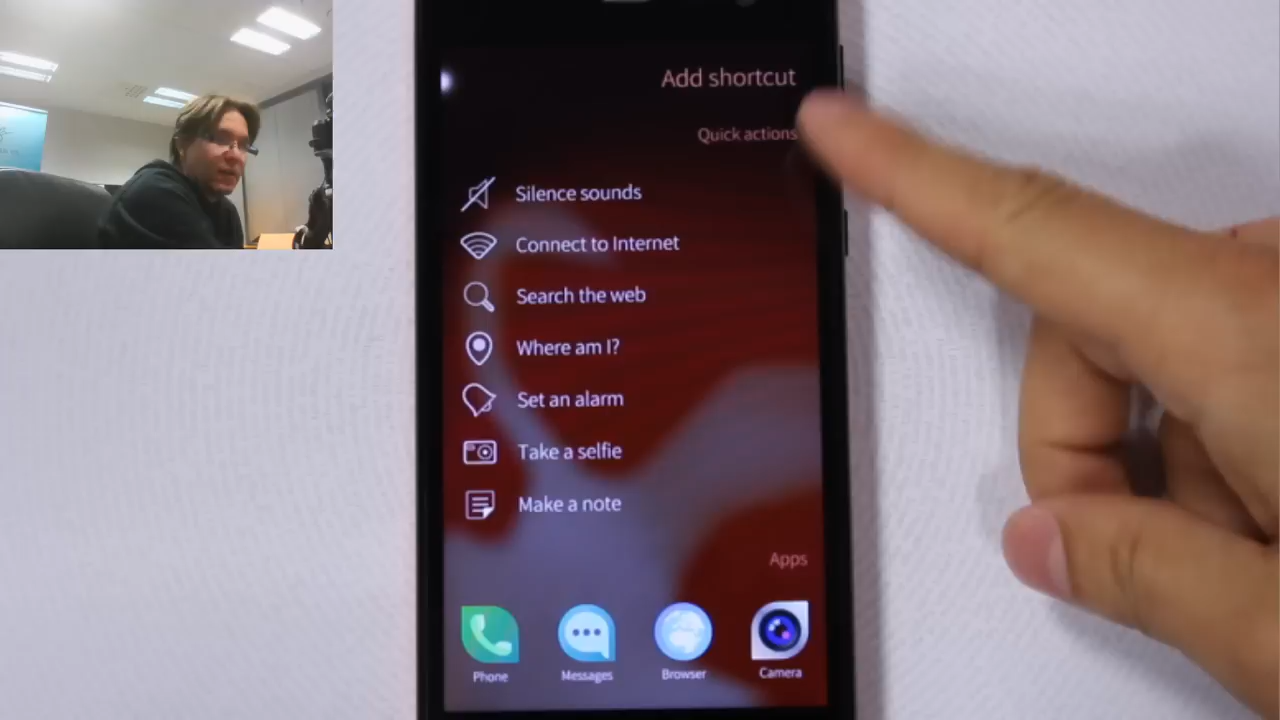 Add shortcut
Quick actions
Silence sounds
Connect to Internet
Search the web
Where am I?
Set an alarm
Take a selfie
Make a note
Apps
Phone
Messages
Browser
Camera